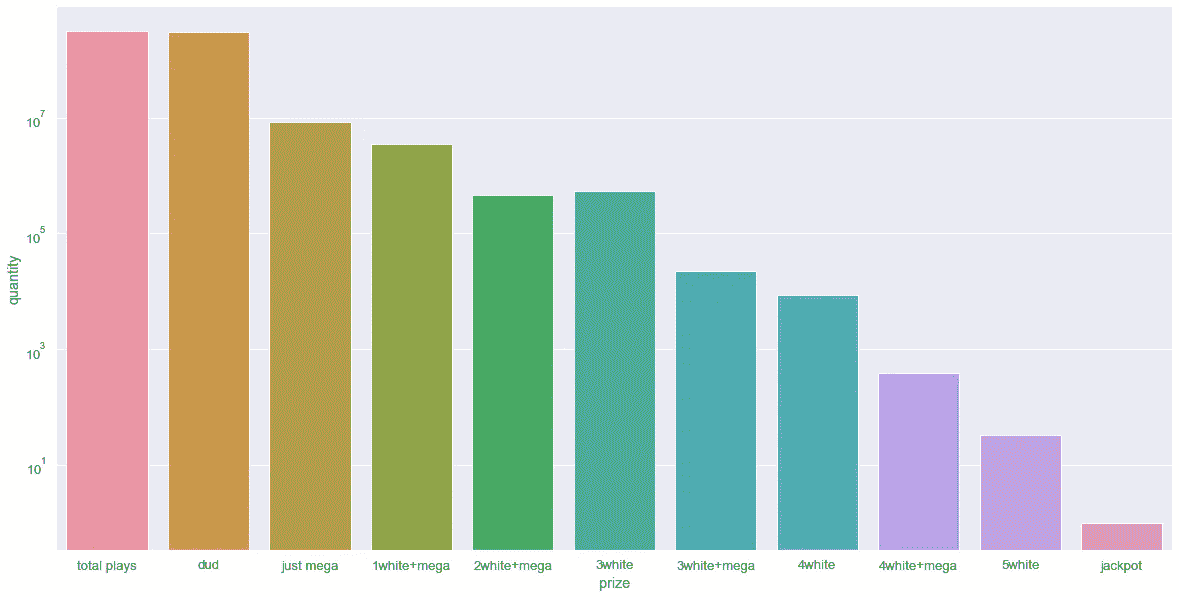 quantity
10^7
10^5
10^3
10^1
total plays dud just mega 1white+mega 2white+mega 3white 3white+mega 4white 4white+mega 5white jackpot
prize